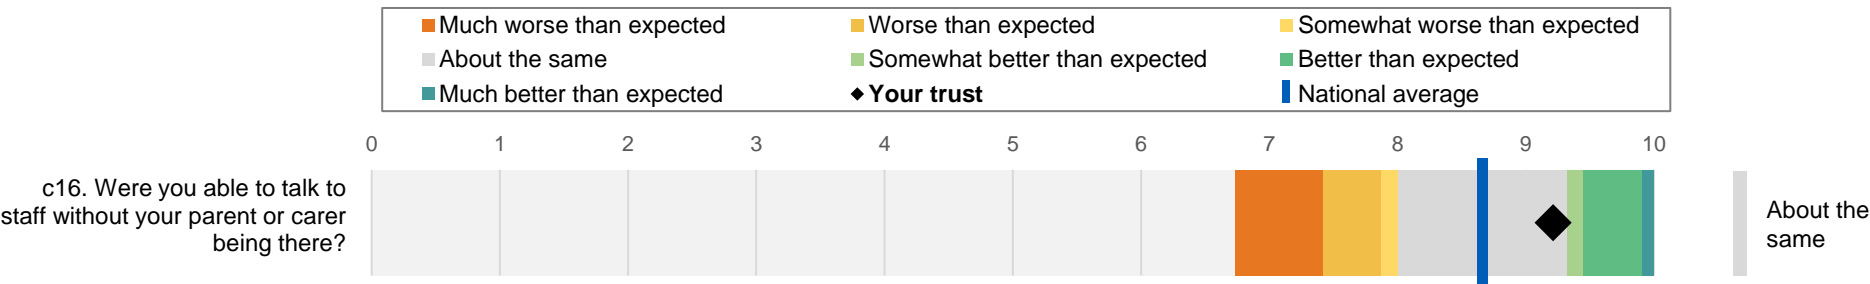 Much worse than expected
Worse than expected
Somewhat worse than expected
About the same
Somewhat better than expected
Better than expected
Much better than expected
Your trust
National average
0 1 2 3 4 5 6 7 8 9 10
c16. Were you able to talk to
staff without your parent or carer
being there?
About the
same